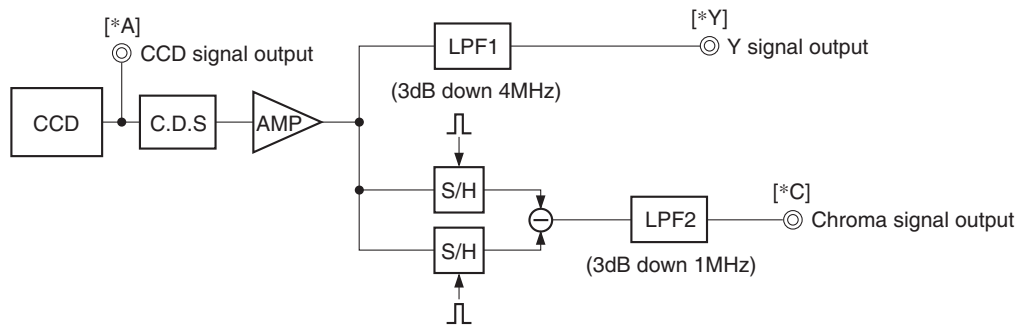 [*A]
CCD signal output
[*Y]
Y signal output
LPF1
(3dB down 4MHz)
CCD
C.D.S
AMP
S/H
S/H
LPF2
(3dB down 1MHz)
[*C]
Chroma signal output